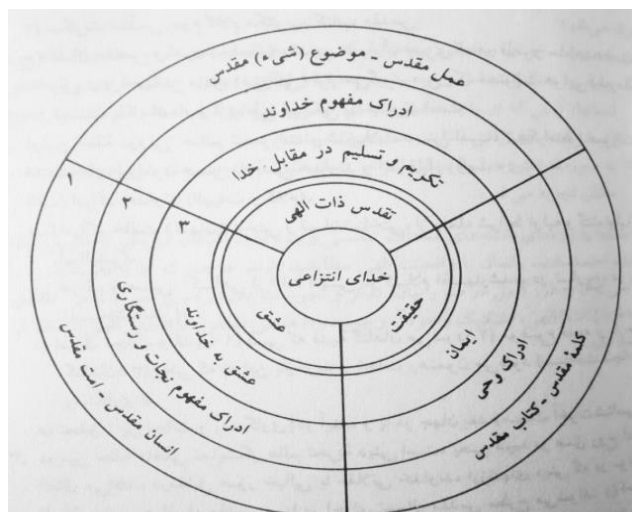 عمل مقدس - موضوع (شیء) مقدس
ادراک مفهوم خداوند
تکریم و تسلیم در مقابل خدا
تقدس ذات الهی
خدای انتزاعی
۱
۲
۳
حقیقت
ایمان
ادراک وحی
کلمهٔ مقدس - کتاب مقدس
عشق
عشق به خداوند
ادراک مفهوم نجات و رستگاری
انسان مقدس - امت مقدس